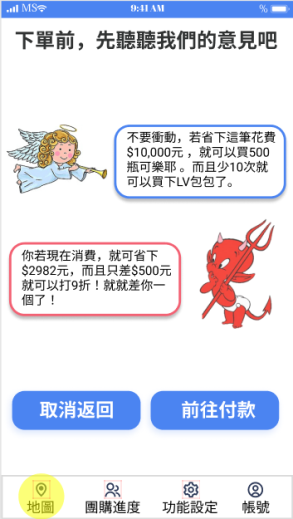 MS 9:41 AM %
下單前，先聽聽我們的意見吧
不要衝動，若省下這筆花費
$10,000元 ，就可以買500
瓶可樂耶 。而且少10次就
可以買下LV包包了。
你若現在消費，就可省下
$2982元，而且只差$500元
就可以打9折！就就差你一
個了！
取消返回 前往付款
地圖 團購進度 功能設定 帳號